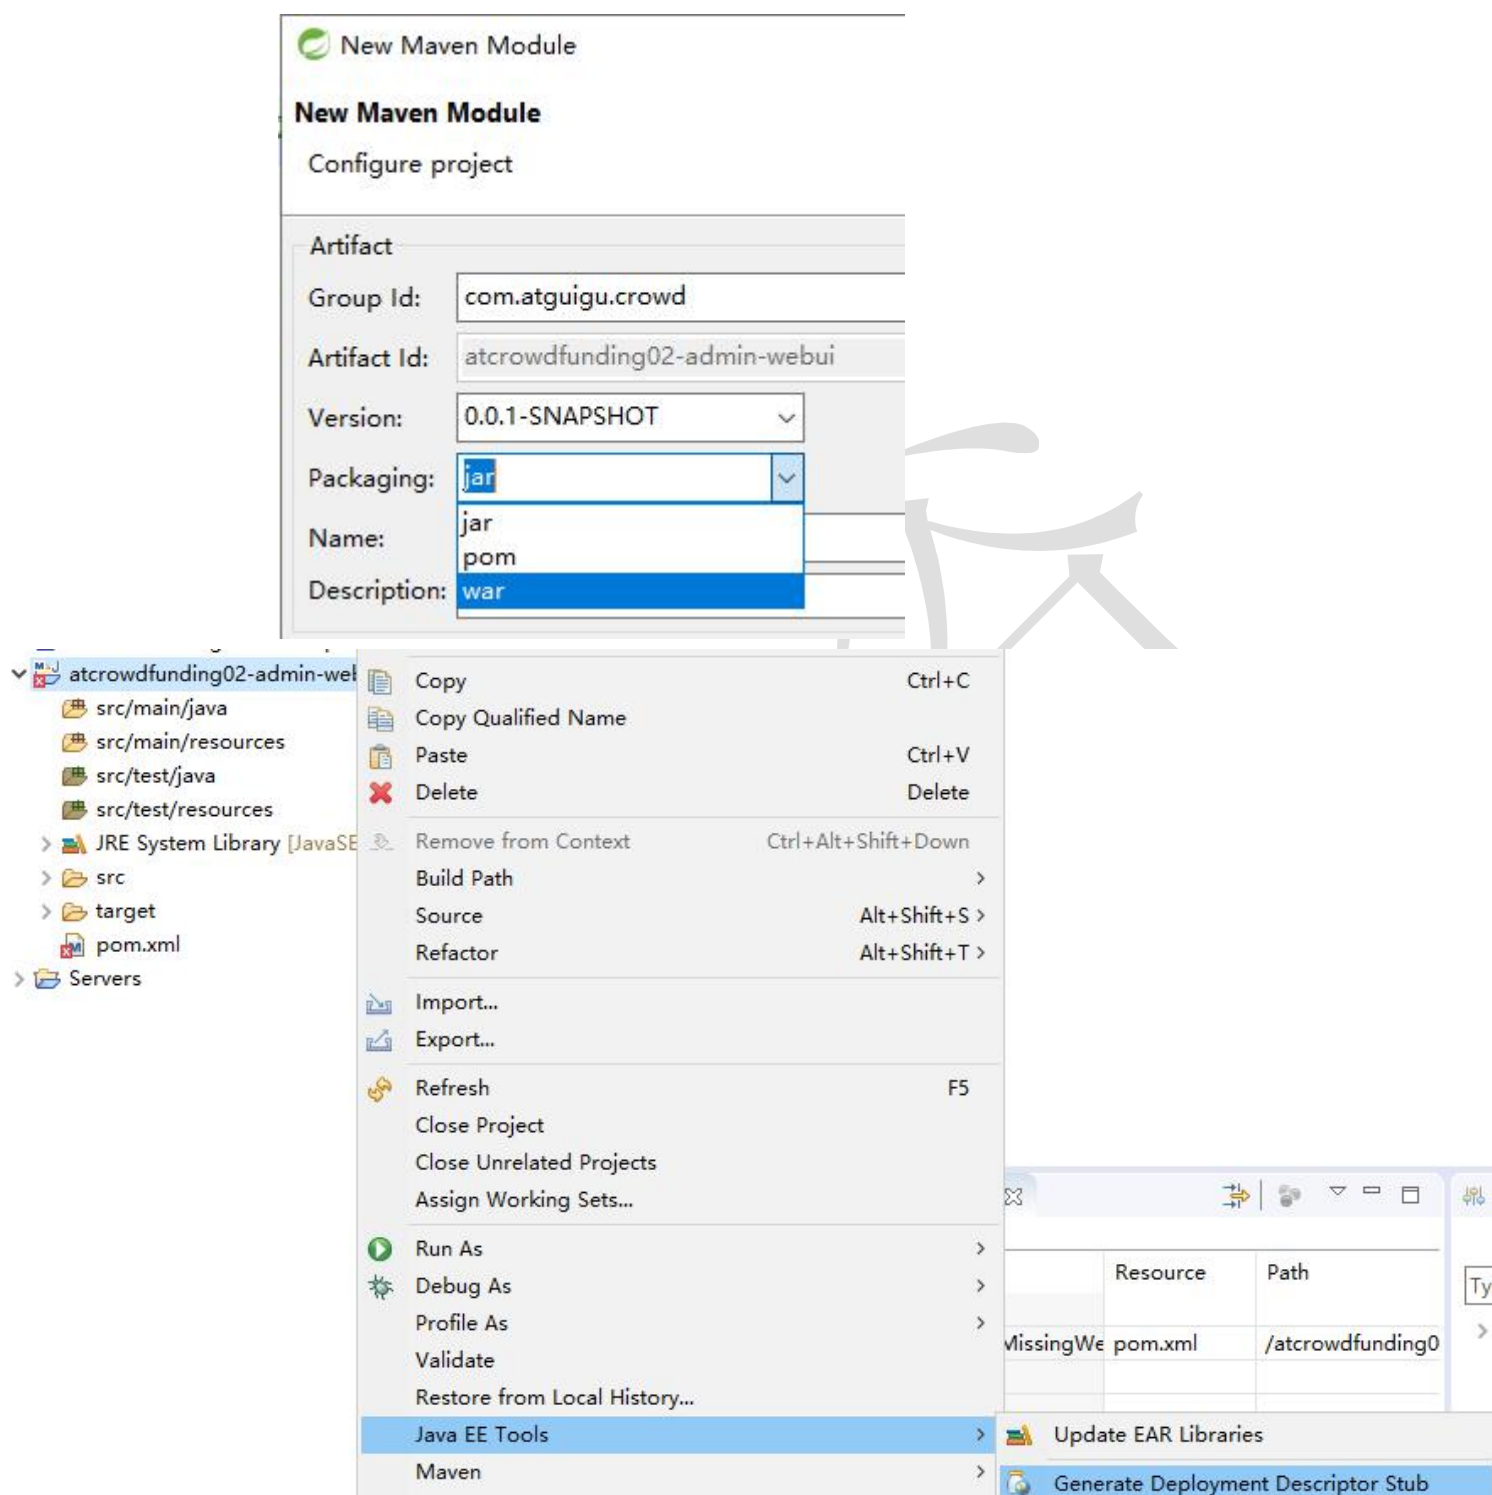 New Maven Module
New Maven Module
Configure project
Artifact
Group Id: com.atguigu.crowd
Artifact Id: atcrowdfunding02-admin-webui
Version: 0.0.1-SNAPSHOT
Packaging: jar
jar
Name:
pom
Description: war
atcrowdfunding02-admin-we
src/main/java
src/main/resources
src/test/java
src/test/resources
JRE System Library [JavaSE
src
target
pom.xml
Servers
Copy Ctrl+C
Copy Qualified Name
Paste Ctrl+V
Delete Delete
Remove from Context Ctrl+Alt+Shift+Down
Build Path
Source Alt+Shift+S
Refactor Alt+Shift+T
Import...
Export...
Refresh F5
Close Project
Close Unrelated Projects
Assign Working Sets...
Run As
Debug As
Profile As
Validate
Restore from Local History...
Java EE Tools
Maven
Resource Path
Ty
MissingWe pom.xml /atcrowdfunding0
Update EAR Libraries
Generate Deployment Descriptor Stub